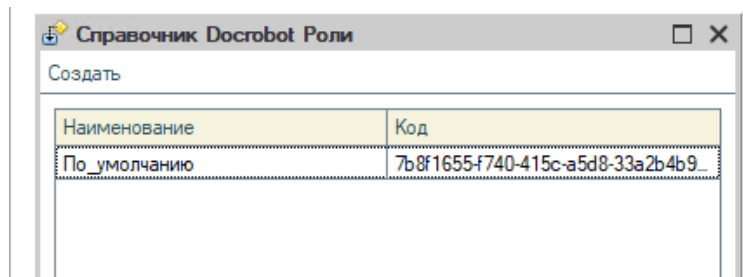 Справочник Docrobot Роли
Создать
Наименование Код
По_умолчанию 7b8f1655-f740-415c-a5d8-33a2b4b9...